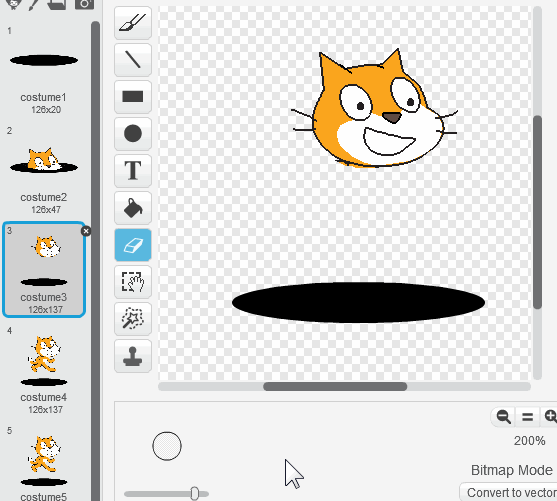 1
costume1
126x20
2
costume2
126x47
3
costume3
126x137
4
costume4
126x137
5
costume5
T
200%
Bitmap Mode
Convert to vector